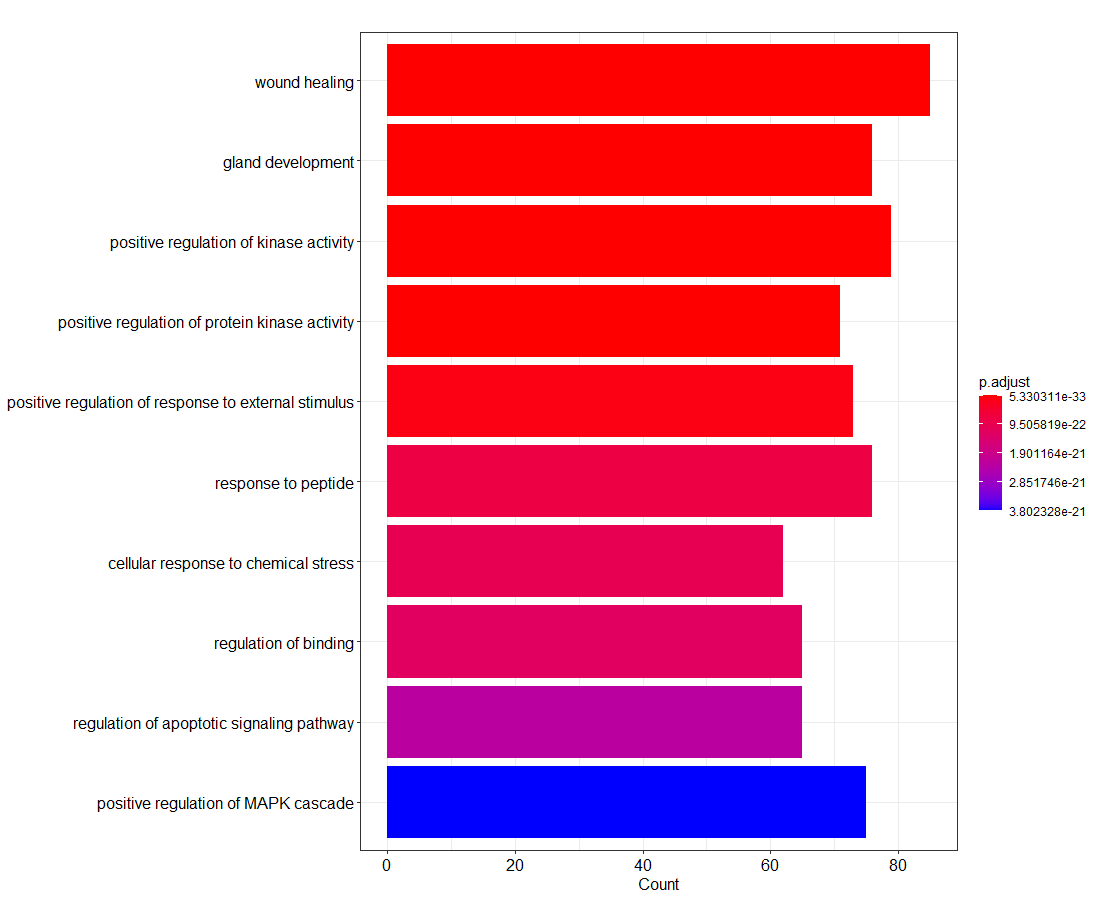 wound healing
gland development
positive regulation of kinase activity
positive regulation of protein kinase activity
positive regulation of response to external stimulus
response to peptide
cellular response to chemical stress
regulation of binding
regulation of apoptotic signaling pathway
positive regulation of MAPK cascade
0 20 40 60 80
Count
p.adjust
5.330311e-33
9.505819e-22
1.901164e-21
2.851746e-21
3.802328e-21